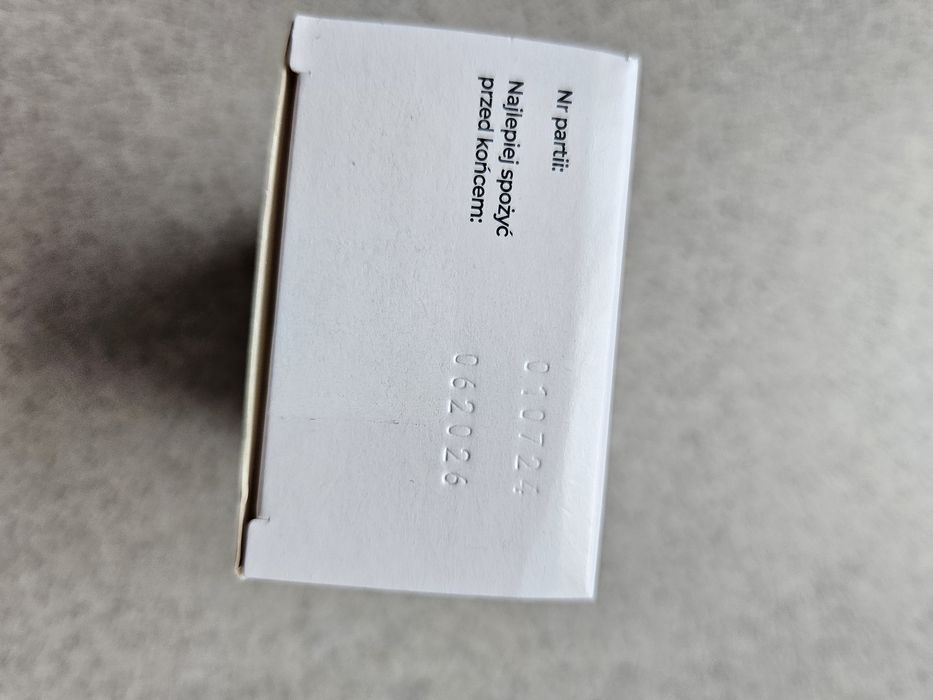 Nr partii: 010724
Najlepiej spożyć
przed końcem: 062026